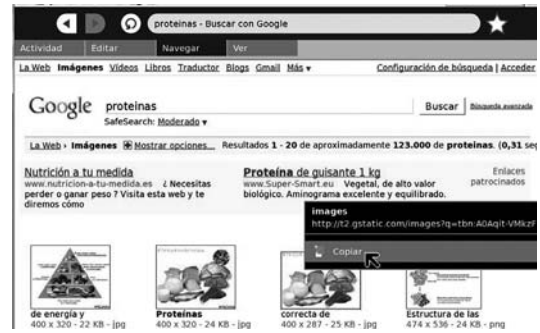 proteinas - Buscar con Google
Actividad Editar Navegar Ver
La Web Imágenes Vídeos Libros Traductor Blogs Gmail Más ▾ Configuración de búsqueda | Acceder
Google proteinas Buscar Búsqueda avanzada
SafeSearch: Moderado ▾
La Web › Imágenes Mostrar opciones... Resultados 1 - 20 de aproximadamente 123.000 de proteinas. (0,31 seg
Nutrición a tu medida Proteína de guisante 1 kg Enlaces
www.nutricion-a-tu-medida.es ¿ Necesitas www.Super-Smart.eu Vegetal, de alto valor patrocinados
perder o ganar peso ? Visita esta web y te biológico. Aminograma excelente y equilibrado.
diremos cómo
images
http://t2.gstatic.com/images?q=tbn:A0Aqit-VMkzF
Copiar
de energía y Proteínas correcta de Estructura de las
400 x 320 - 22 KB - jpg 400 x 320 - 24 KB - jpg 400 x 287 - 25 KB - jpg 474 x 536 - 24 KB - png